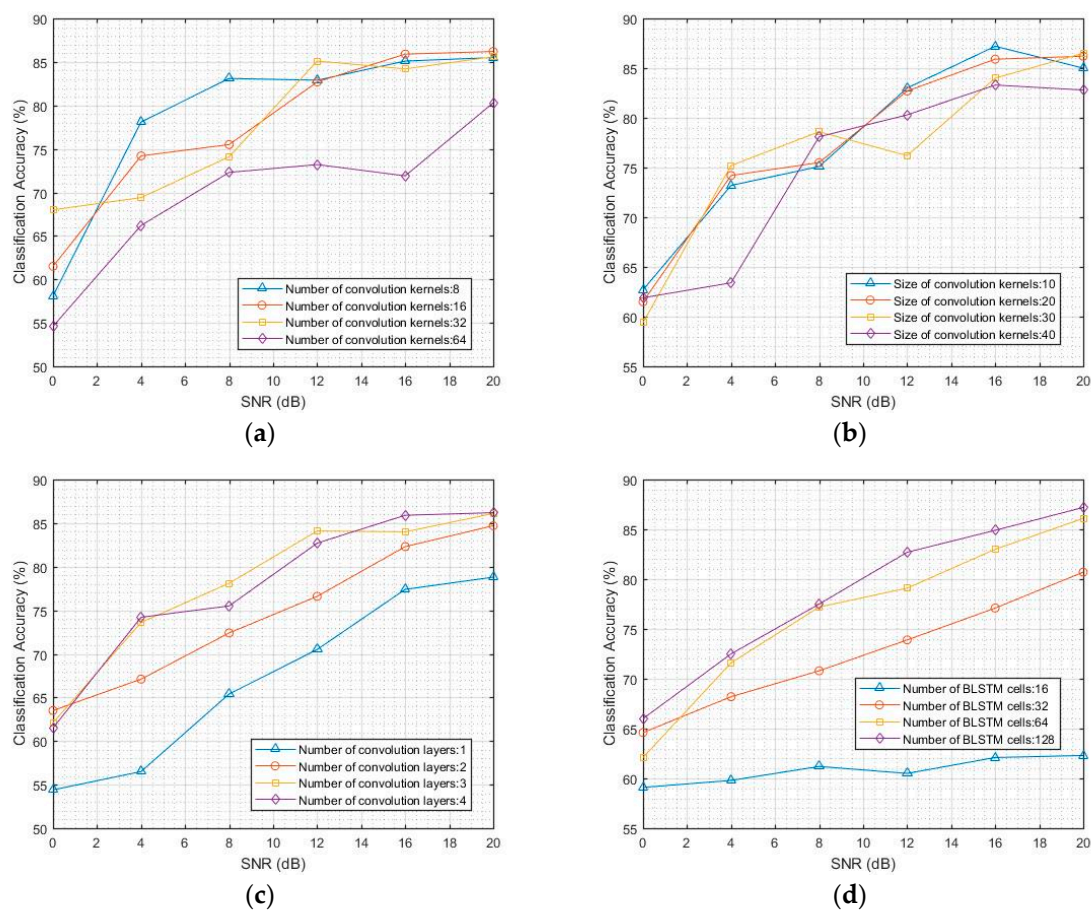 90
85
80
75
70
65
60
55
50
Classification Accuracy (%)
0 2 4 6 8 10 12 14 16 18 20
SNR (dB)
Number of convolution kernels:8
Number of convolution kernels:16
Number of convolution kernels:32
Number of convolution kernels:64
(a)
90
85
80
75
70
65
60
55
Classification Accuracy (%)
0 2 4 6 8 10 12 14 16 18 20
SNR (dB)
Size of convolution kernels:10
Size of convolution kernels:20
Size of convolution kernels:30
Size of convolution kernels:40
(b)
90
85
80
75
70
65
60
55
50
Classification Accuracy (%)
0 2 4 6 8 10 12 14 16 18 20
SNR (dB)
Number of convolution layers:1
Number of convolution layers:2
Number of convolution layers:3
Number of convolution layers:4
(c)
90
85
80
75
70
65
60
55
Classification Accuracy (%)
0 2 4 6 8 10 12 14 16 18 20
SNR (dB)
Number of BLSTM cells:16
Number of BLSTM cells:32
Number of BLSTM cells:64
Number of BLSTM cells:128
(d)